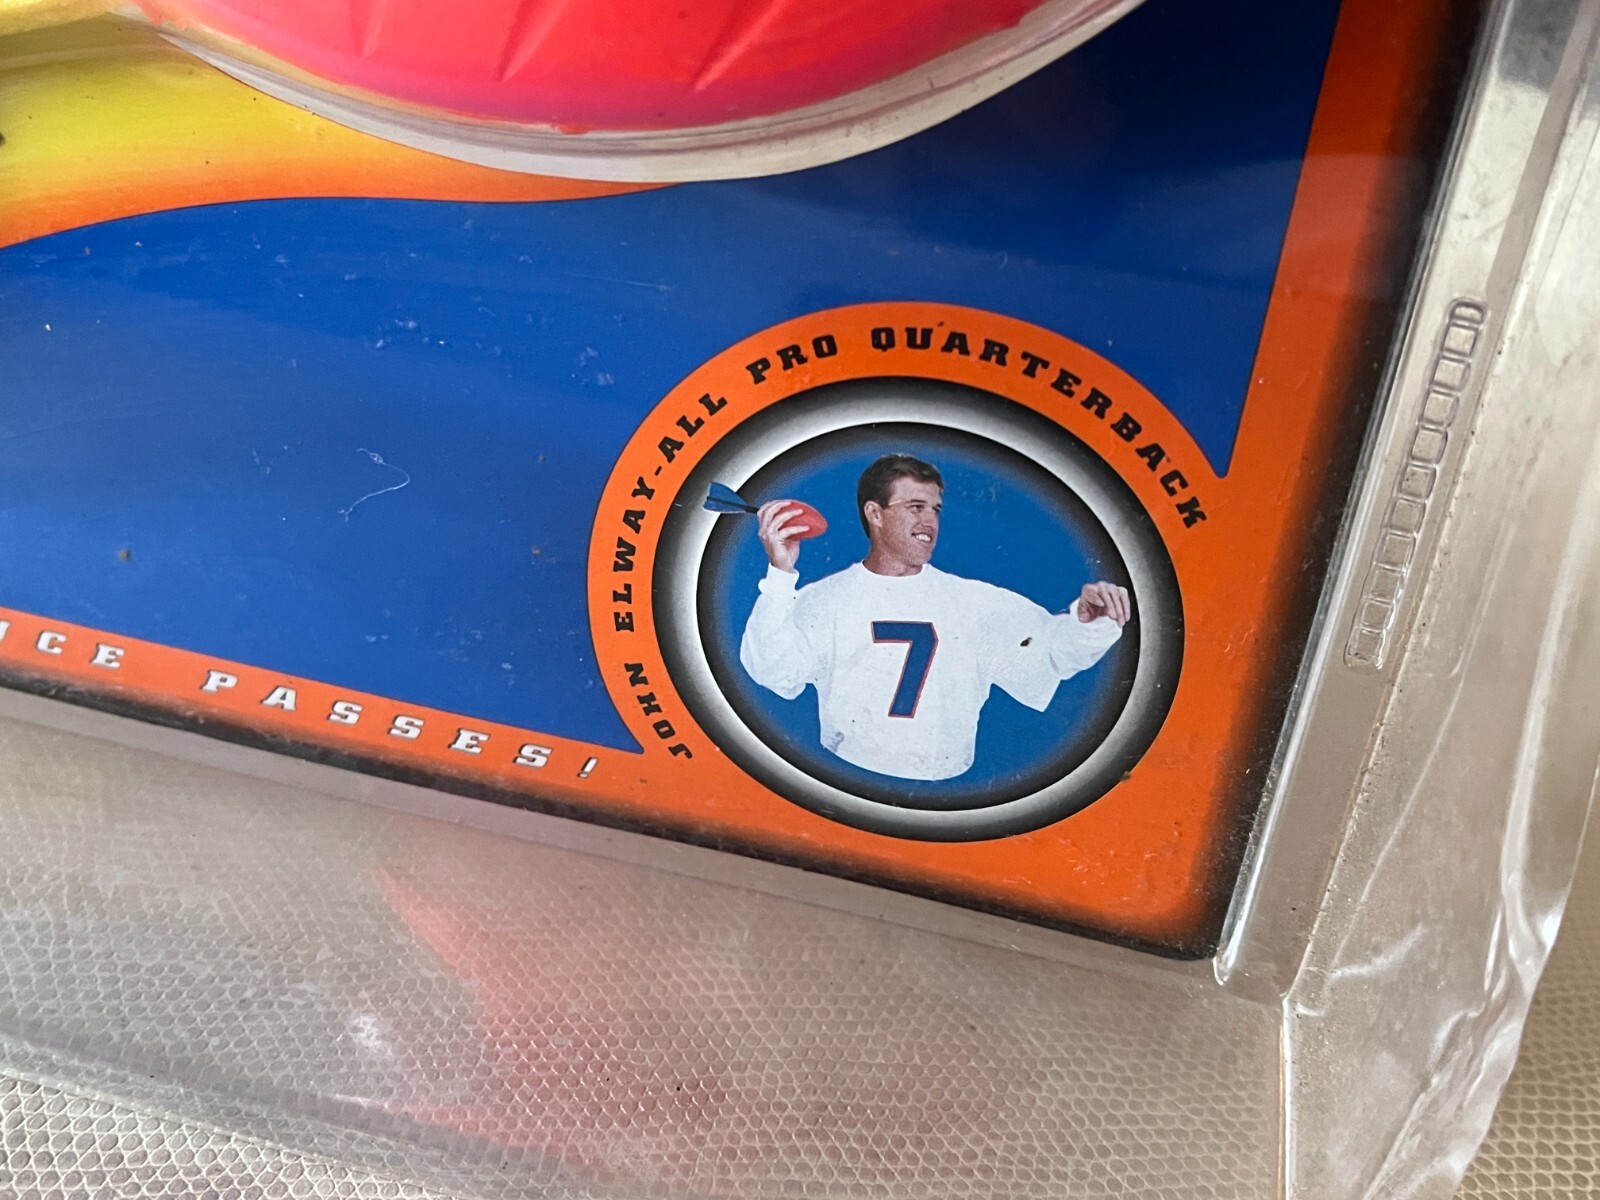 JOHN ELWAY-ALL PRO QUARTERBACK
7
PASSES!